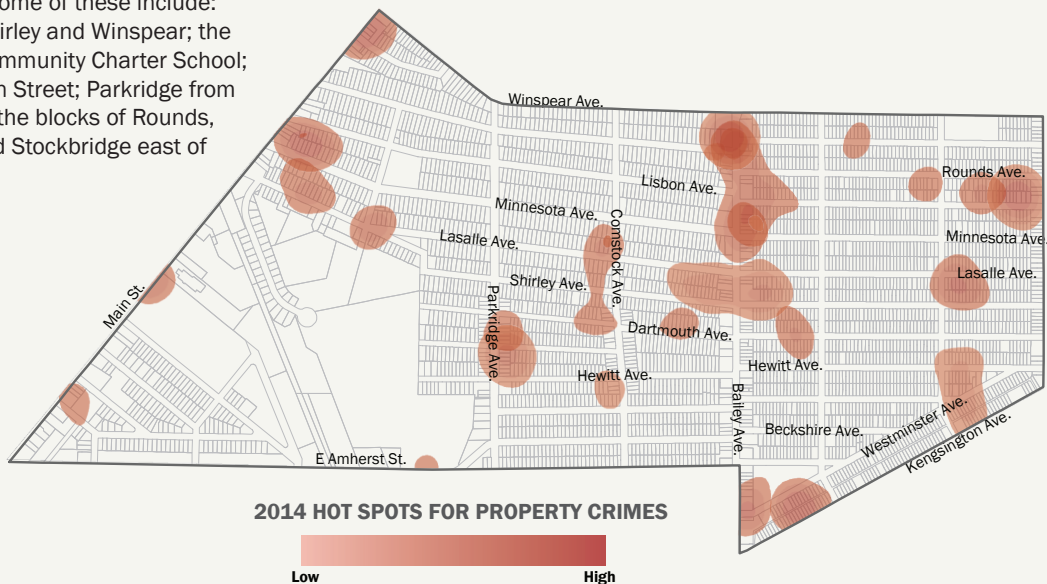 ome of these include:
irley and Winspear; the
mmunity Charter School;
n Street; Parkridge from
the blocks of Rounds,
d Stockbridge east of
Winspear Ave.
Lisbon Ave.
Rounds Ave.
Minnesota Ave.
Minnesota Ave.
Lasalle Ave.
Comstock Ave.
Lasalle Ave.
Shirley Ave.
Main St.
Parkridge Ave.
Dartmouth Ave.
Hewitt Ave.
Hewitt Ave.
Bailey Ave.
Beckshire Ave.
Westminster Ave.
Kengsington Ave.
E Amherst St.
2014 HOT SPOTS FOR PROPERTY CRIMES
Low
High